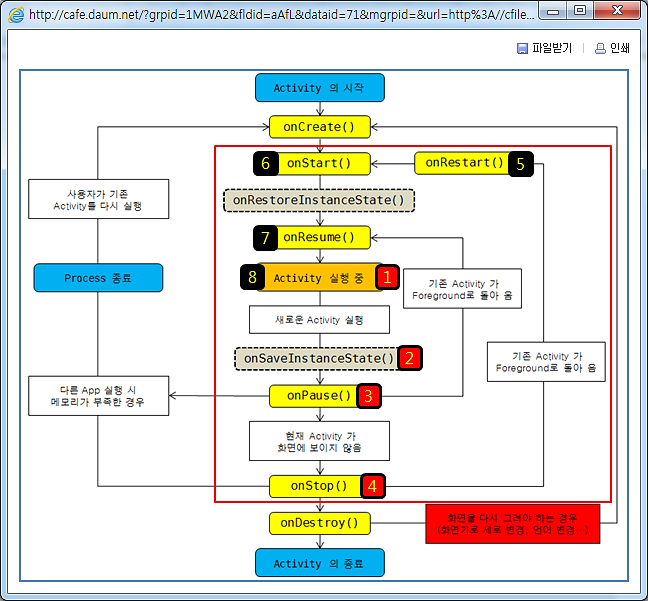 http://cafe.daum.net/?grpid=1MWA2&fldid=aAfL&dataid=71&mgrpid=&url=http%3A//cfile...
파일받기 | 인쇄
Activity 의 시작
onCreate()
6 onStart()
onRestart() 5
사용자가 기존
Activity를 다시 실행
onRestoreInstanceState()
7 onResume()
Process 종료
8 Activity 실행 중 1
기존 Activity 가
Foreground로 돌아 옴
새로운 Activity 실행
onSaveInstanceState() 2
기존 Activity 가
Foreground로 돌아 옴
다른 App 실행 시
메모리가 부족한 경우
onPause() 3
현재 Activity 가
화면에 보이지 않음
onStop() 4
onDestroy()
화면을 다시 그려야 하는 경우
(화면가로 세로 변경, 언어 변경…)
Activity 의 종료